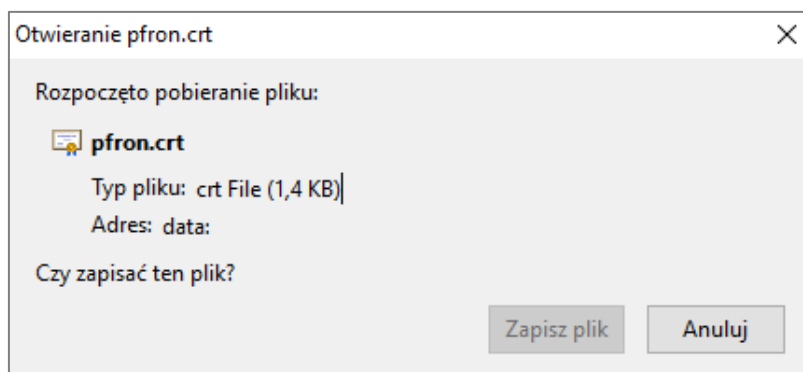 Otwieranie pfron.crt
Rozpoczęto pobieranie pliku:
pfron.crt
Typ pliku: crt File (1,4 KB)
Adres: data:
Czy zapisać ten plik?
Zapisz plik Anuluj